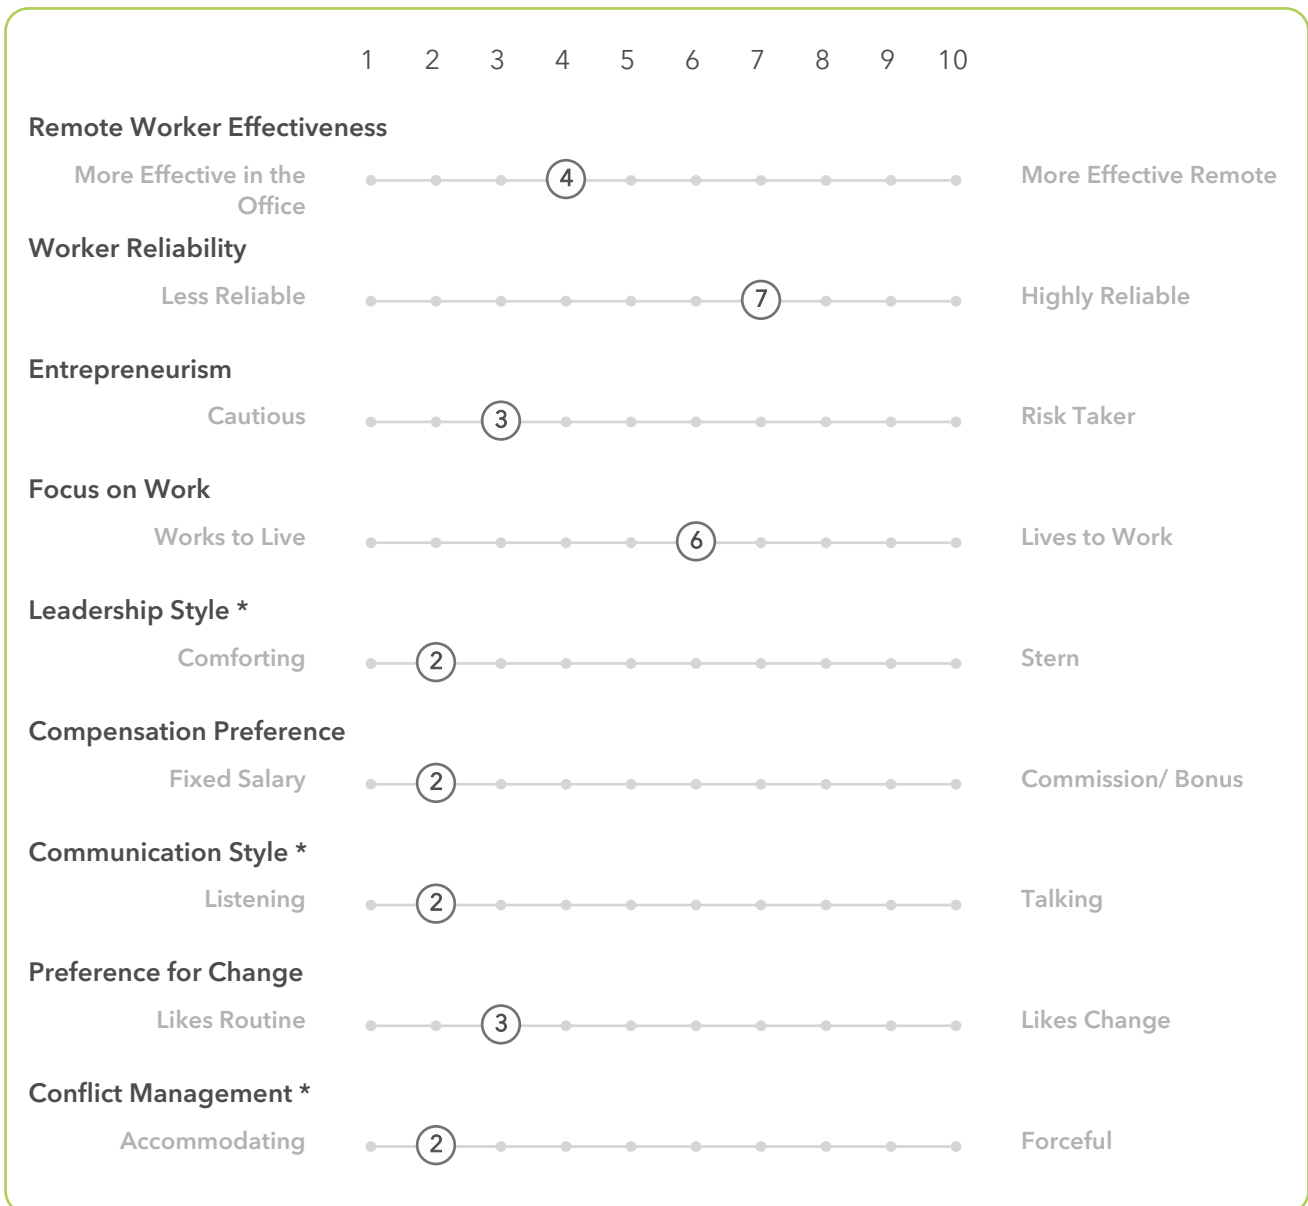 1 2 3 4 5 6 7 8 9 10
Remote Worker Effectiveness
More Effective in the
Office
4
More Effective Remote
Worker Reliability
Less Reliable
7
Highly Reliable
Entrepreneurism
Cautious
3
Risk Taker
Focus on Work
Works to Live
6
Lives to Work
Leadership Style *
Comforting
2
Stern
Compensation Preference
Fixed Salary
2
Commission/ Bonus
Communication Style *
Listening
2
Talking
Preference for Change
Likes Routine
3
Likes Change
Conflict Management *
Accommodating
2
Forceful